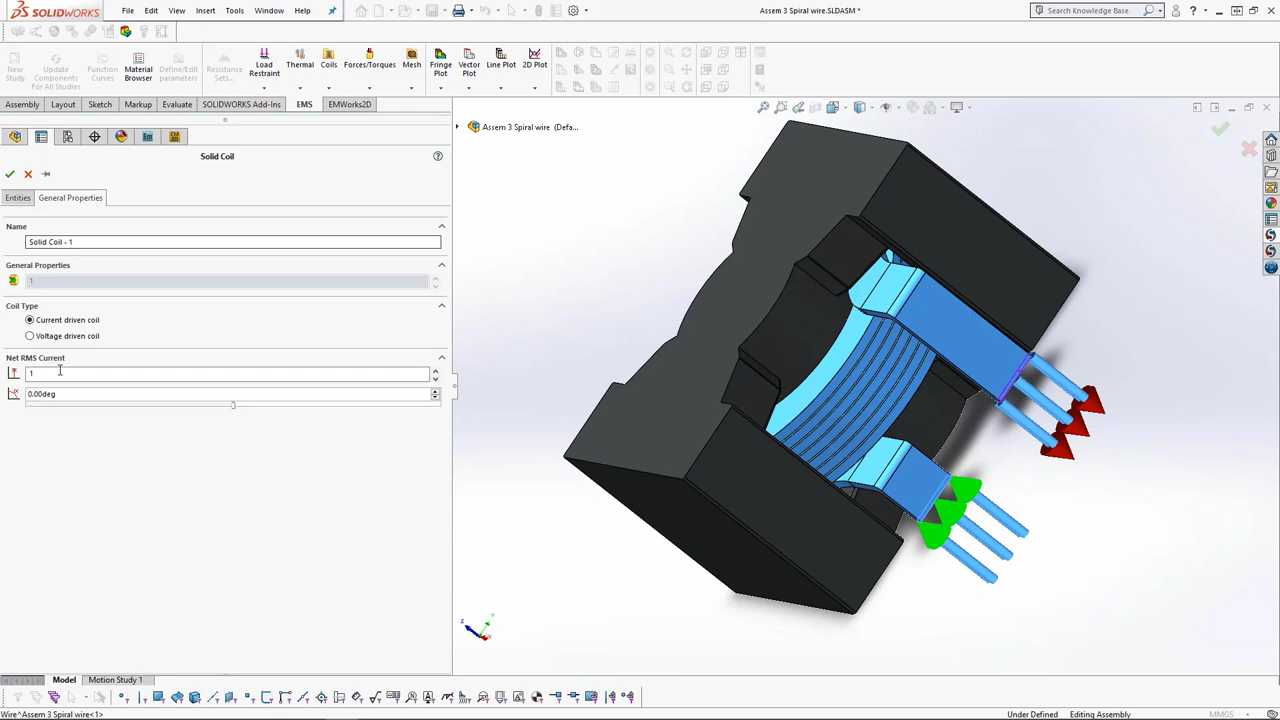 SOLIDWORKS File Edit View Insert Tools Window Help Assem 3 Spiral wire.SLDASM * Search Knowledge Base
New Study
Update Components For All Studies
Function Curves
Material Browser
Define/Edit parameters
Resistance Sets...
Load Restraint
Thermal
Coils
Forces/Torques
Mesh
Fringe Plot
Vector Plot
Line Plot
2D Plot
Assembly Layout Sketch Markup Evaluate SOLIDWORKS Add-Ins EMS EMWorks2D
Assem 3 Spiral wire (Defa...
Solid Coil
Entities General Properties
Name
Solid Coil - 1
General Properties
1
Coil Type
Current driven coil
Voltage driven coil
Net RMS Current
1
0.00deg
Z Y X
Model Motion Study 1
Wire^Assem 3 Spiral wire<1> Under Defined Editing Assembly MMGS